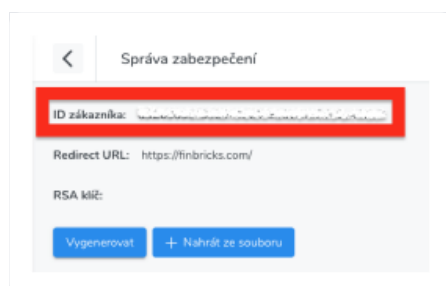 Správa zabezpečení
ID zákazníka:
Redirect URL: https://finbricks.com/
RSA klíč:
Vygenerovat + Nahrát ze souboru